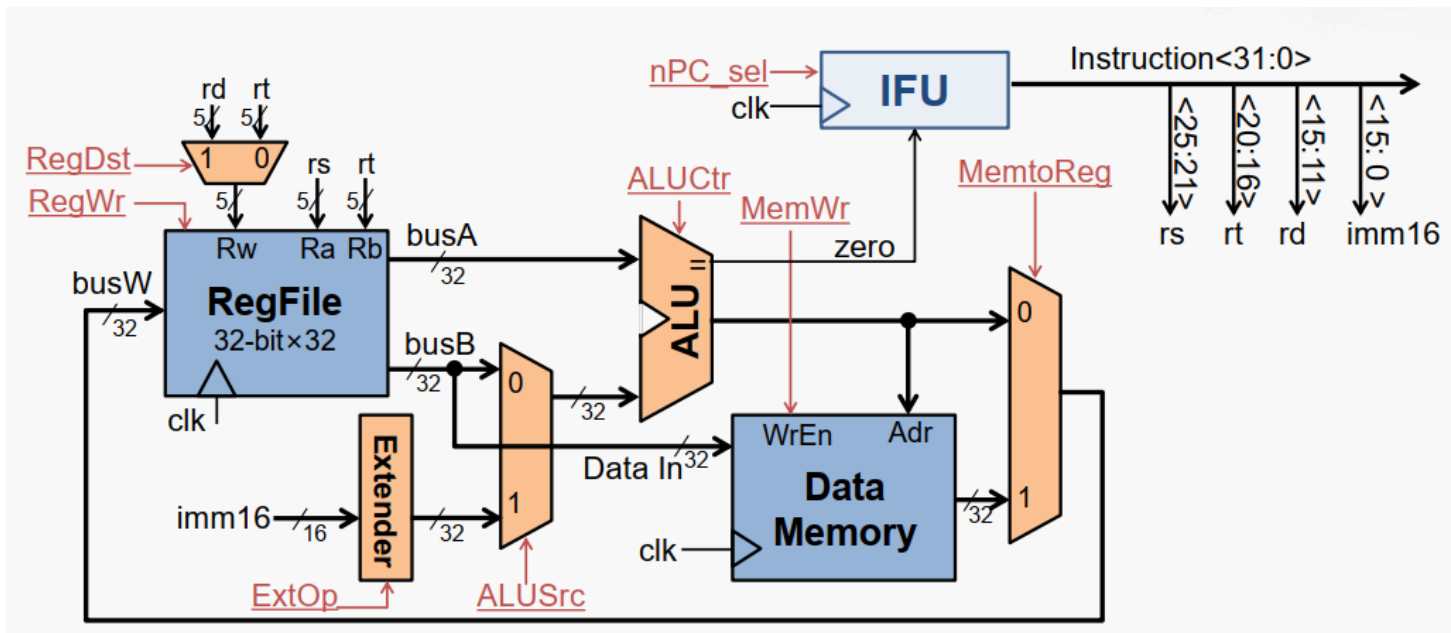 nPC_sel
IFU
clk
Instruction<31:0>
<25:21>
<20:16>
<15:11>
<15: 0 >
rs
rt
rd
imm16
rd
rt
5
5
1
0
RegDst
RegWr
rs
rt
5
5
5
Rw
Ra
Rb
RegFile
32-bit×32
clk
busW
32
busA
32
busB
32
ALUCtr
MemWr
MemtoReg
=
zero
ALU
0
1
32
Data In
32
imm16
16
Extender
32
ExtOp
ALUSrc
WrEn
Adr
Data
Memory
clk
32
0
1